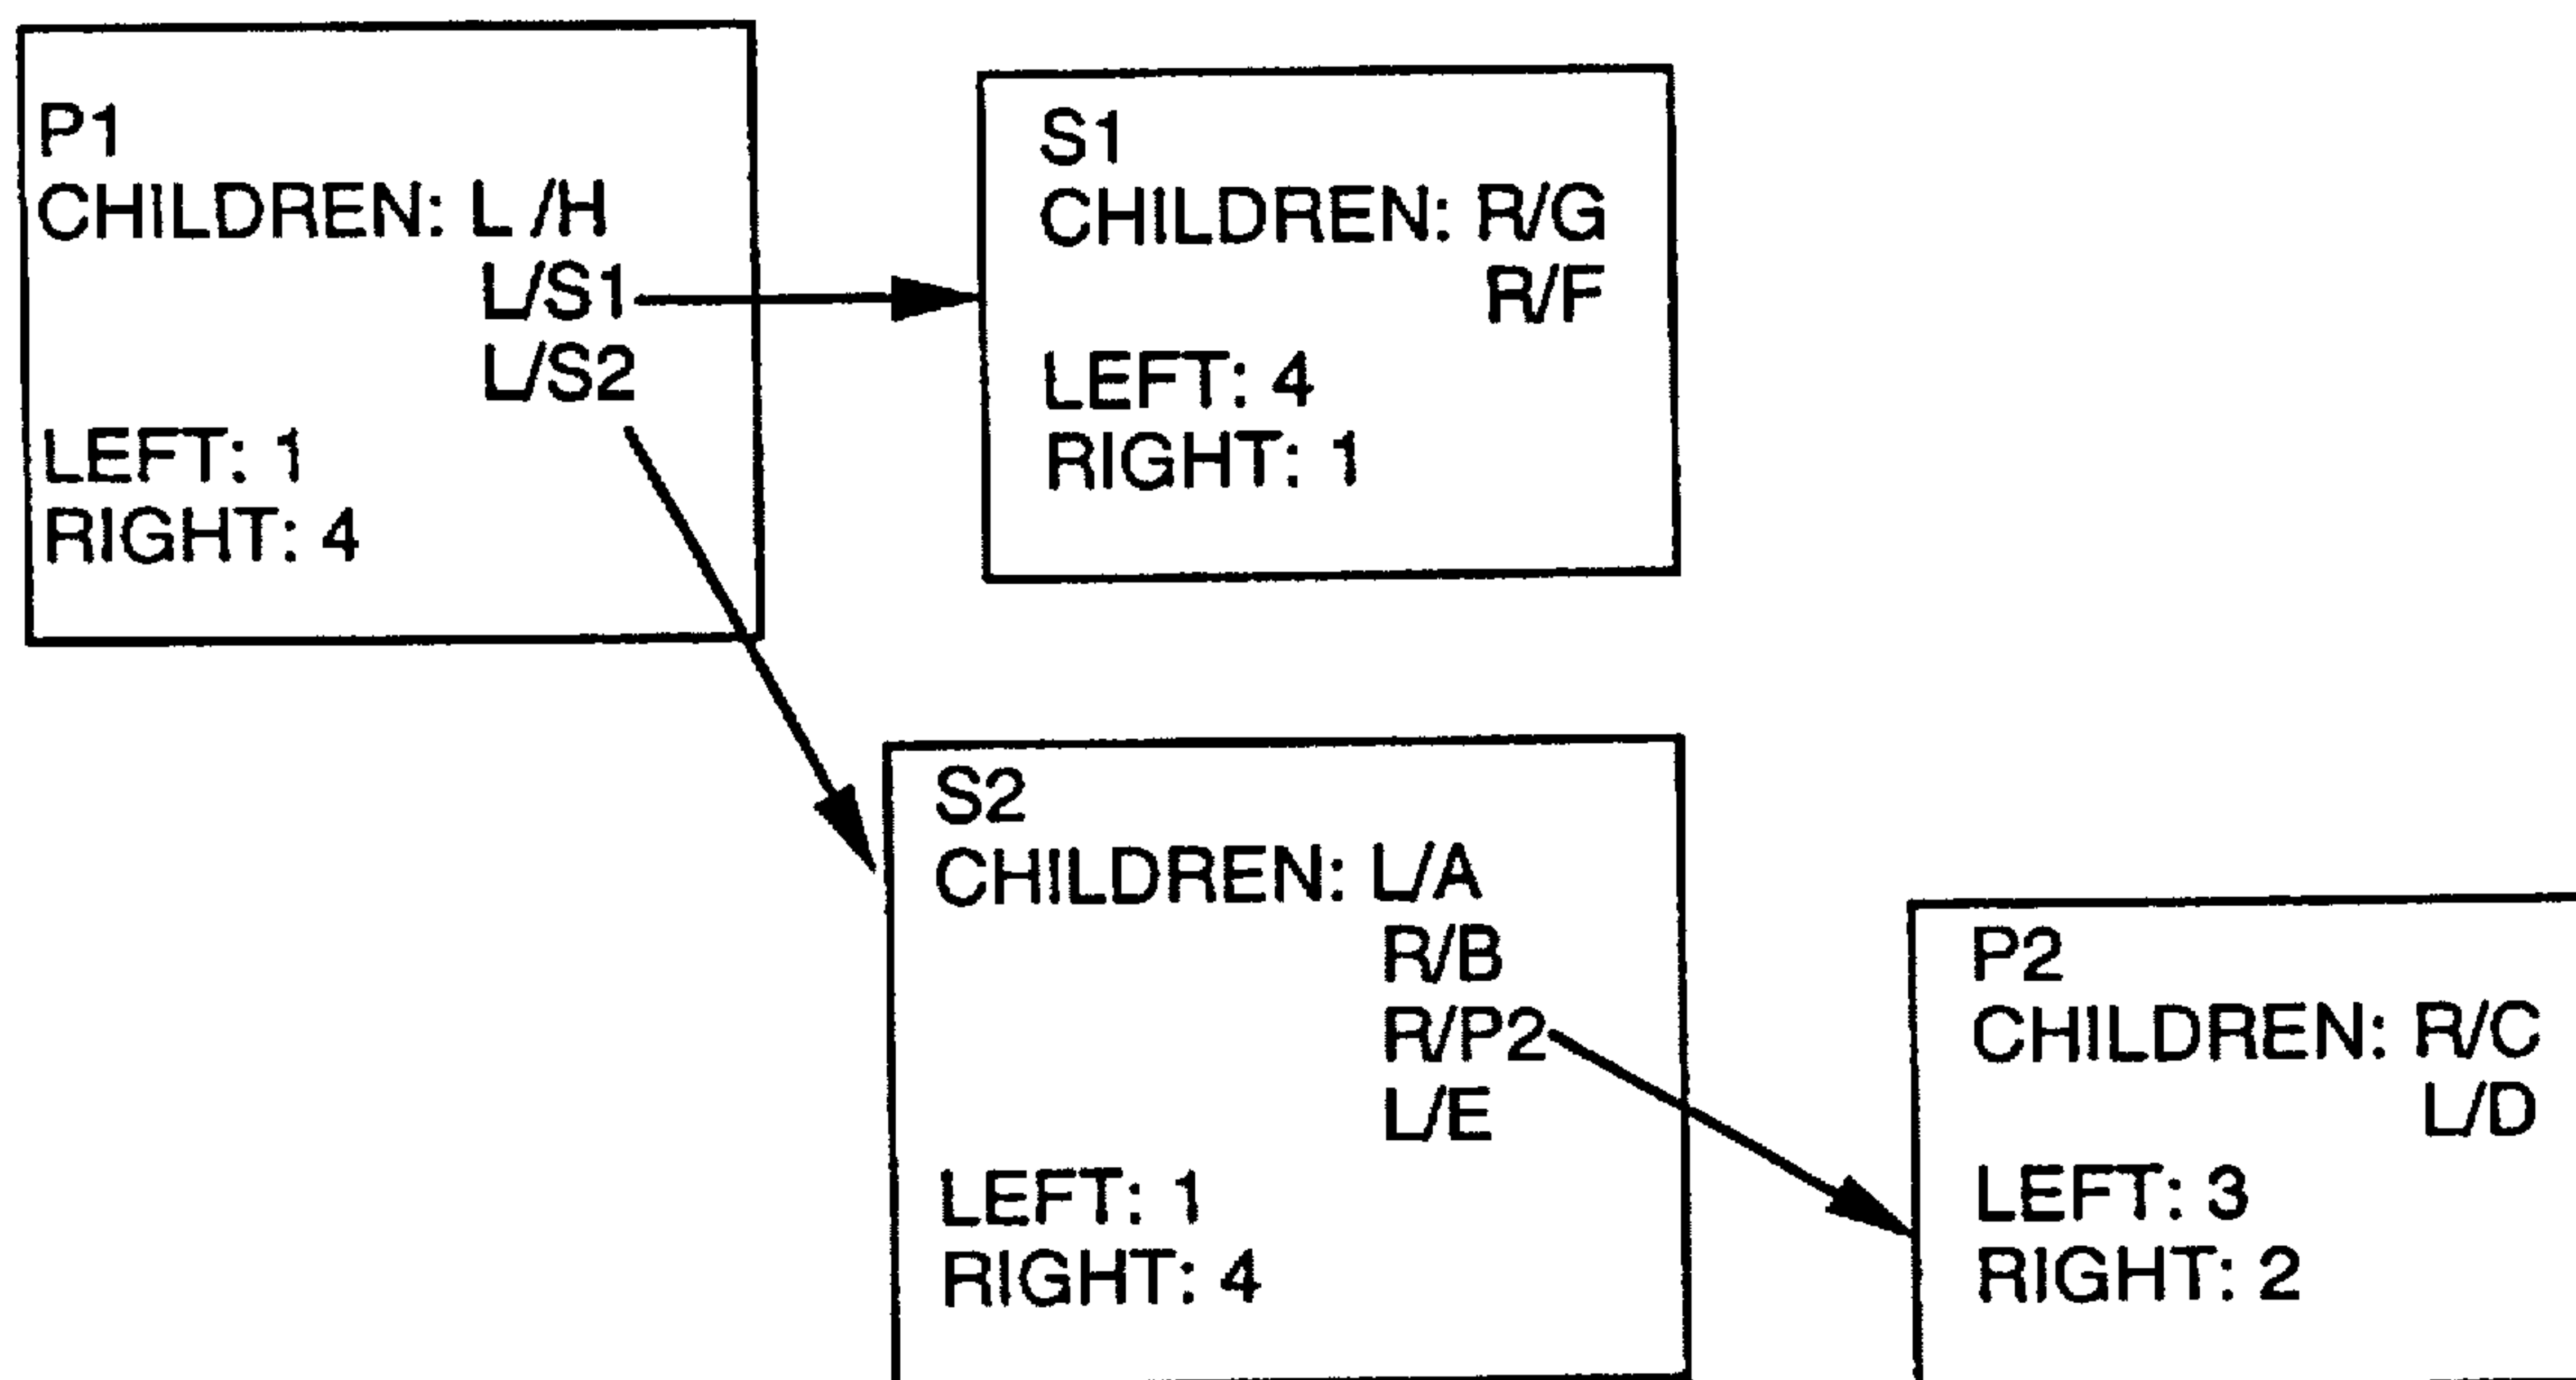 P1
CHILDREN: L /H
L/S1
L/S2
LEFT: 1
RIGHT: 4
S1
CHILDREN: R/G
R/F
LEFT: 4
RIGHT: 1
S2
CHILDREN: L/A
R/B
R/P2
L/E
LEFT: 1
RIGHT: 4
P2
CHILDREN: R/C
L/D
LEFT: 3
RIGHT: 2